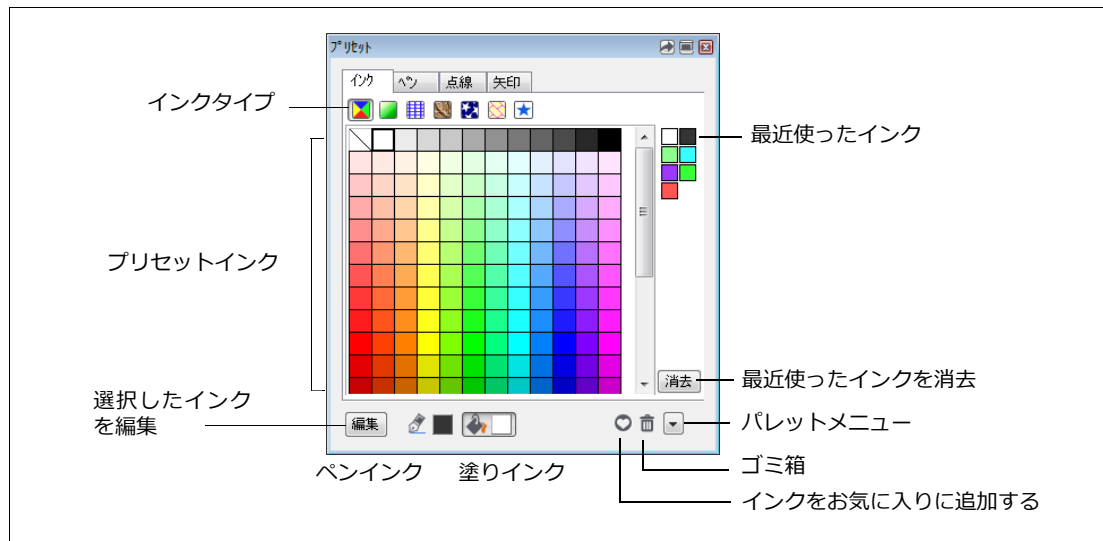 プリセット
インク ペン 点線 矢印
インクタイプ
最近使ったインク
プリセットインク
消去
最近使ったインクを消去
選択したインク
を編集
編集
パレットメニュー
ペンインク 塗りインク
ゴミ箱
インクをお気に入りに追加する